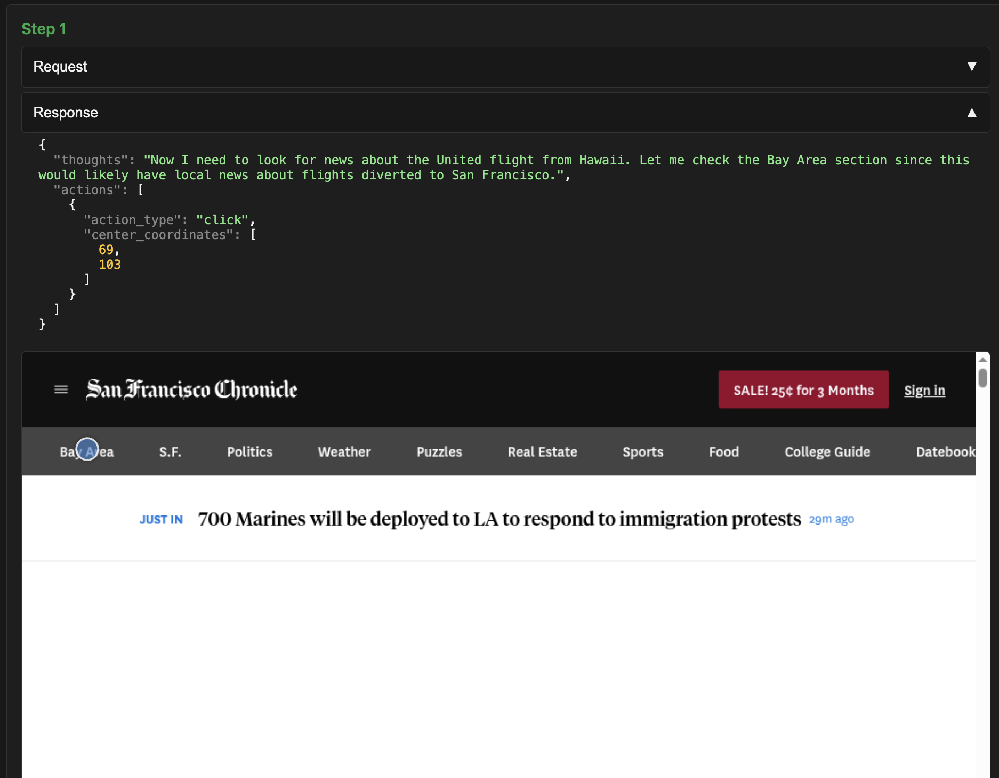 Step 1
Request ▼
Response ▲
{
"thoughts": "Now I need to look for news about the United flight from Hawaii. Let me check the Bay Area section since this
would likely have local news about flights diverted to San Francisco.",
"actions": [
{
"action_type": "click",
"center_coordinates": [
69,
103
]
}
]
}
San Francisco Chronicle SALE! 25¢ for 3 Months Sign in
Bay Area S.F. Politics Weather Puzzles Real Estate Sports Food College Guide Datebook
JUST IN 700 Marines will be deployed to LA to respond to immigration protests 29m ago